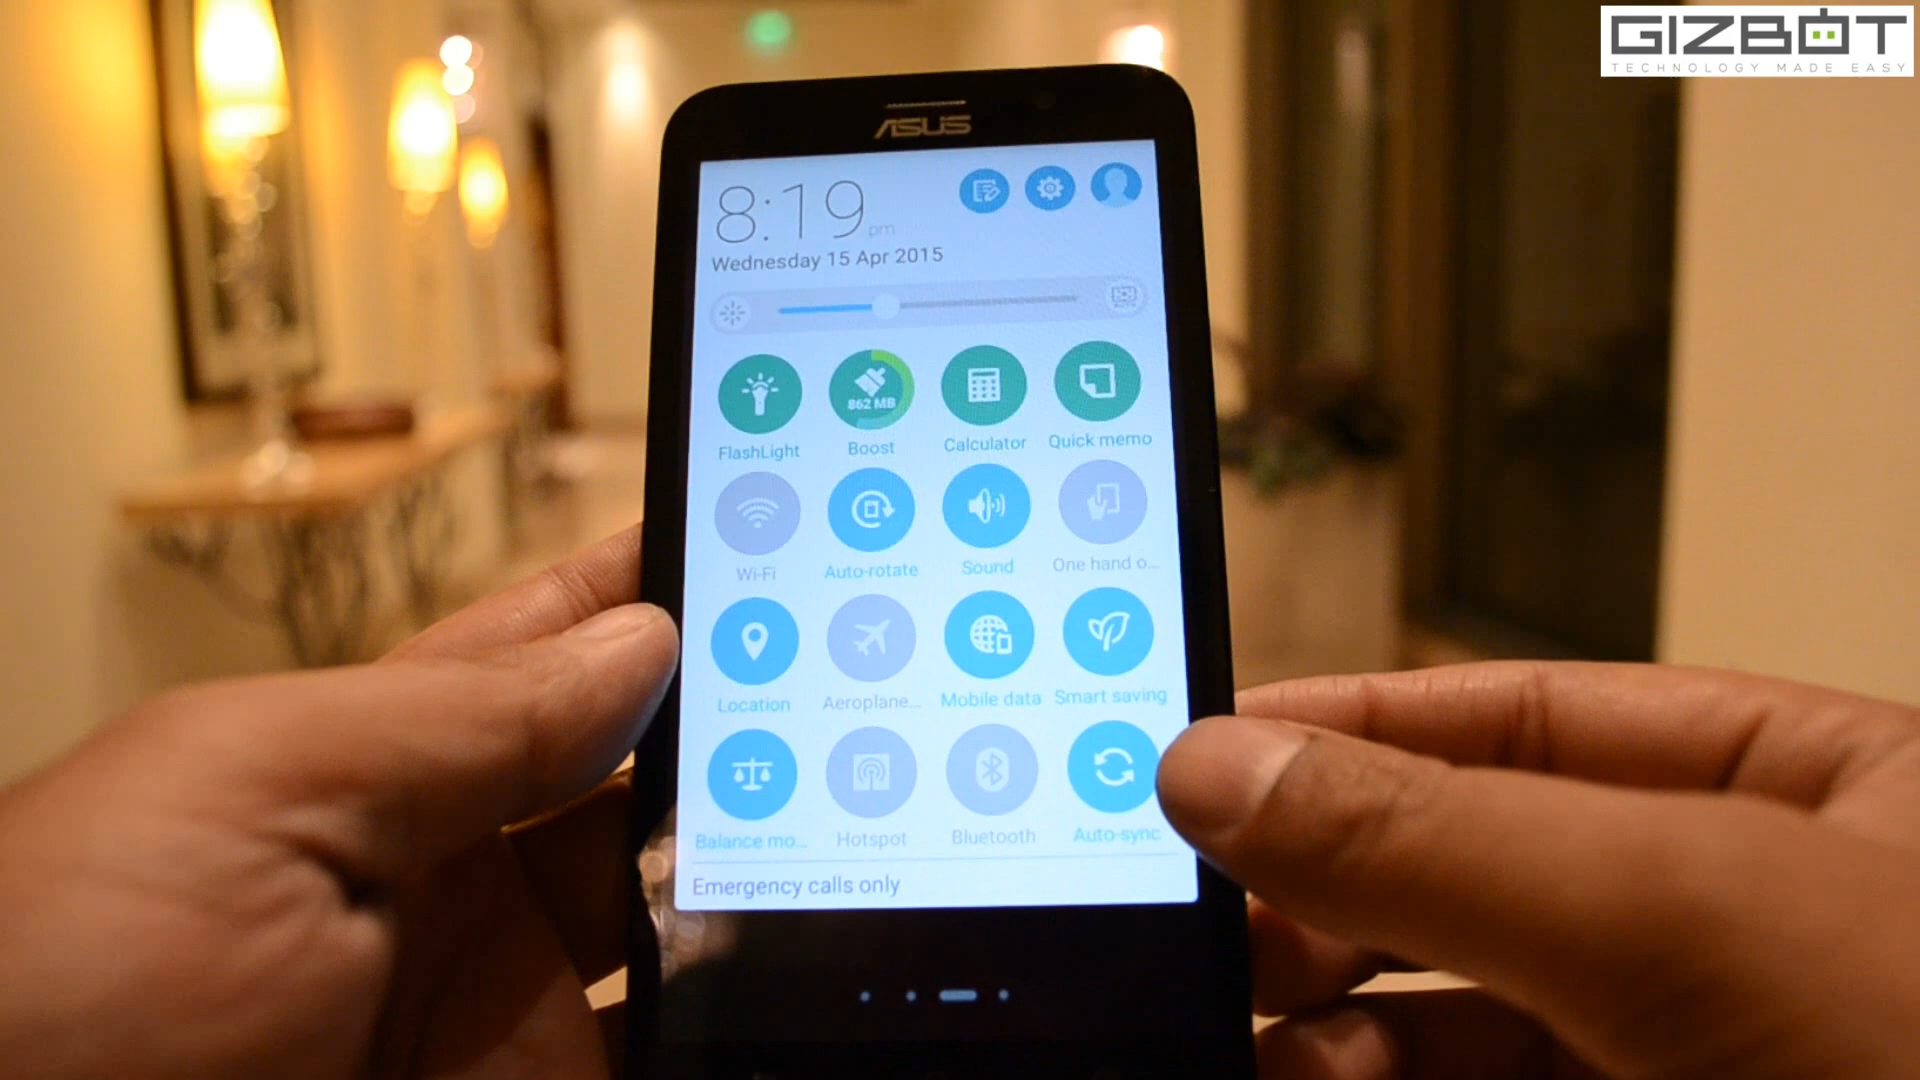 GIZBOT
TECHNOLOGY MADE EASY
ASUS
8:19 pm
Wednesday 15 Apr 2015
AUTO
862 MB
FlashLight Boost Calculator Quick memo
Wi-Fi Auto-rotate Sound One hand o...
Location Aeroplane... Mobile data Smart saving
Balance mo... Hotspot Bluetooth Auto-sync
Emergency calls only